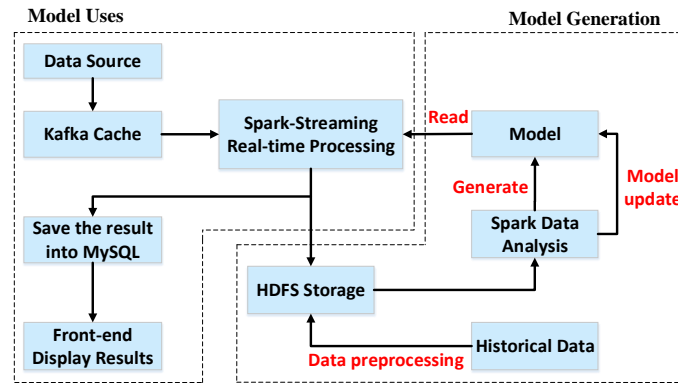 Model Uses
Model Generation
Data Source
Kafka Cache
Spark-Streaming
Real-time Processing
Read
Model
Generate
Model
update
Save the result
into MySQL
Spark Data
Analysis
HDFS Storage
Front-end
Display Results
Data preprocessing
Historical Data